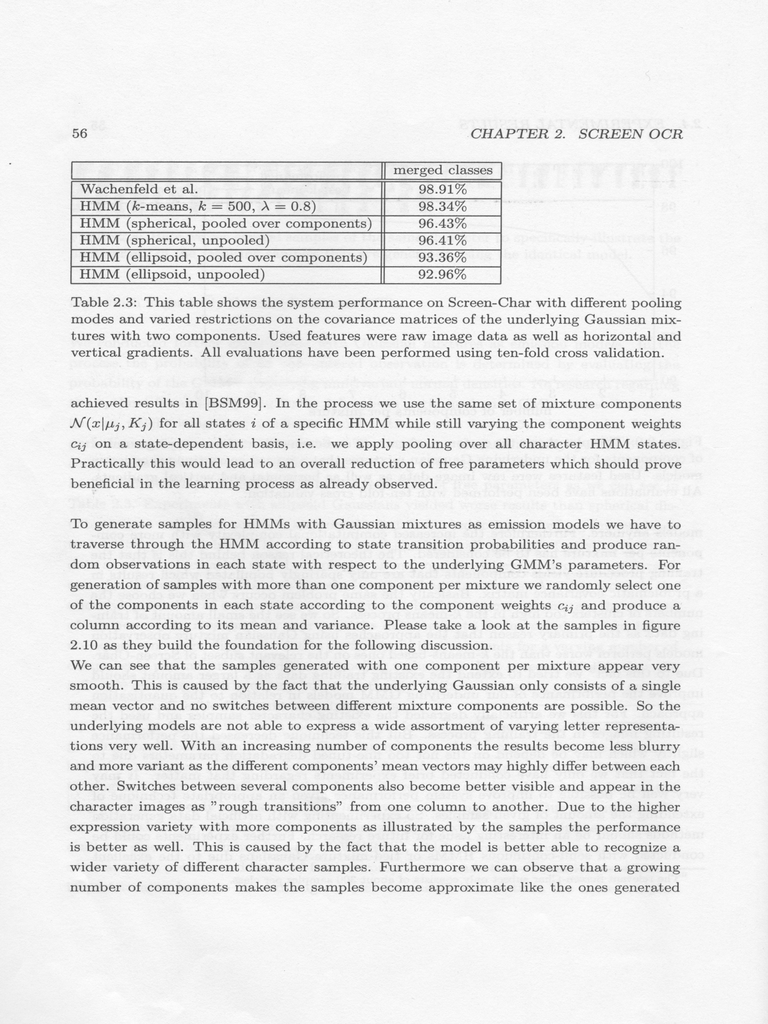 56 CHAPTER 2. SCREEN OCR
merged classes
Wachenfeld et al. 98.91%
HMM (k-means, k = 500, λ = 0.8) 98.34%
HMM (spherical, pooled over components) 96.43%
HMM (spherical, unpooled) 96.41%
HMM (ellipsoid, pooled over components) 93.36%
HMM (ellipsoid, unpooled) 92.96%
Table 2.3: This table shows the system performance on Screen-Char with different pooling
modes and varied restrictions on the covariance matrices of the underlying Gaussian mix-
tures with two components. Used features were raw image data as well as horizontal and
vertical gradients. All evaluations have been performed using ten-fold cross validation.
achieved results in [BSM99]. In the process we use the same set of mixture components
𝒩(x|μj, Kj) for all states i of a specific HMM while still varying the component weights
cij on a state-dependent basis, i.e. we apply pooling over all character HMM states.
Practically this would lead to an overall reduction of free parameters which should prove
beneficial in the learning process as already observed.
To generate samples for HMMs with Gaussian mixtures as emission models we have to
traverse through the HMM according to state transition probabilities and produce ran-
dom observations in each state with respect to the underlying GMM's parameters. For
generation of samples with more than one component per mixture we randomly select one
of the components in each state according to the component weights cij and produce a
column according to its mean and variance. Please take a look at the samples in figure
2.10 as they build the foundation for the following discussion.
We can see that the samples generated with one component per mixture appear very
smooth. This is caused by the fact that the underlying Gaussian only consists of a single
mean vector and no switches between different mixture components are possible. So the
underlying models are not able to express a wide assortment of varying letter representa-
tions very well. With an increasing number of components the results become less blurry
and more variant as the different components' mean vectors may highly differ between each
other. Switches between several components also become better visible and appear in the
character images as "rough transitions" from one column to another. Due to the higher
expression variety with more components as illustrated by the samples the performance
is better as well. This is caused by the fact that the model is better able to recognize a
wider variety of different character samples. Furthermore we can observe that a growing
number of components makes the samples become approximate like the ones generated